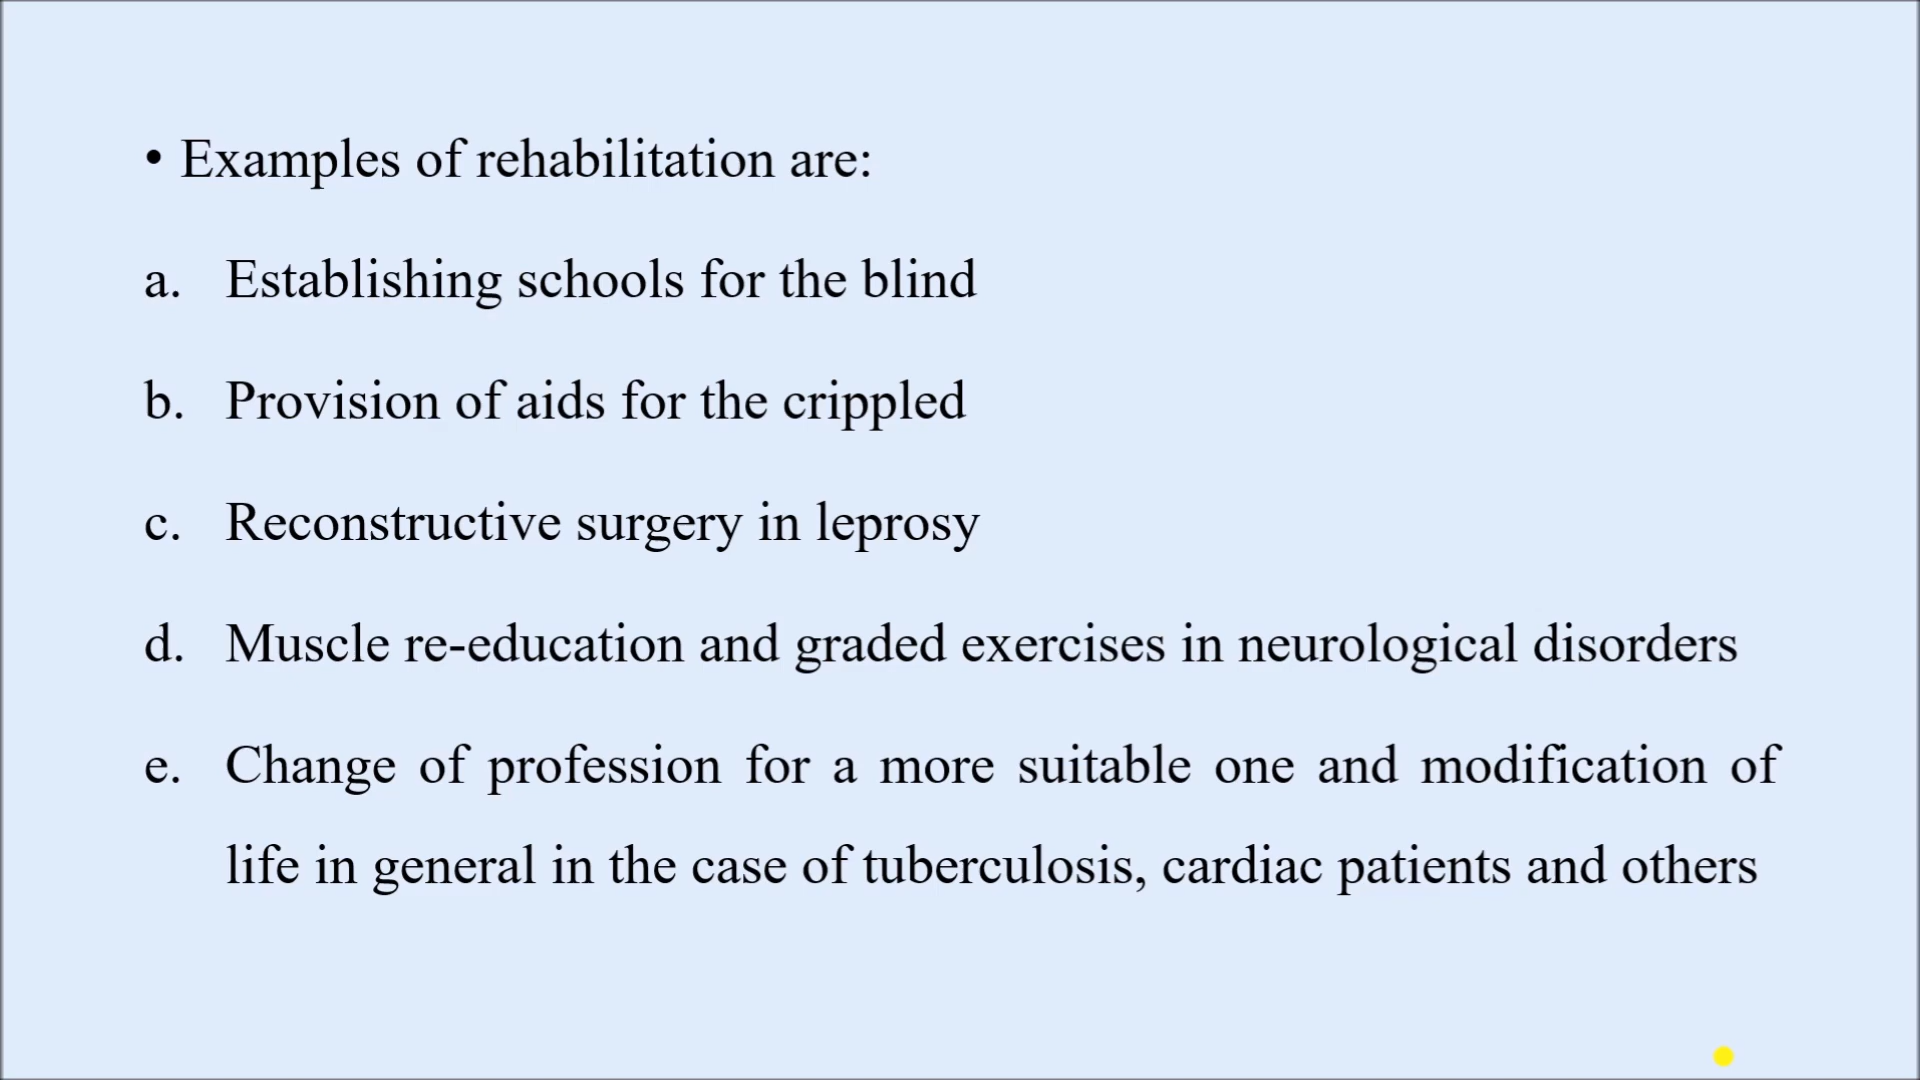 • Examples of rehabilitation are:
a. Establishing schools for the blind
b. Provision of aids for the crippled
c. Reconstructive surgery in leprosy
d. Muscle re-education and graded exercises in neurological disorders
e. Change of profession for a more suitable one and modification of
life in general in the case of tuberculosis, cardiac patients and others